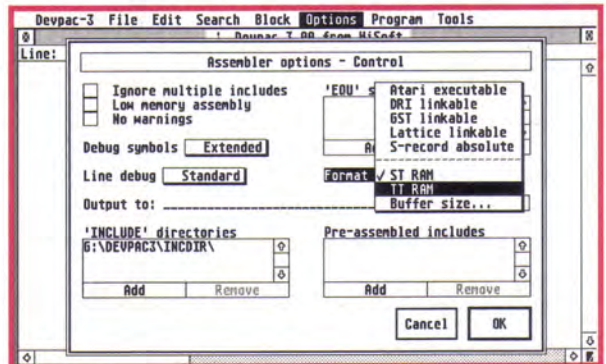 Devpac-3 File Edit Search Block Options Program Tools
Devpac 3.00 from HiSoft
Line:
Assembler options - Control
Ignore multiple includes
Low memory assembly
No warnings
'EQU' s
Atari executable
DRI linkable
GST linkable
Lattice linkable
S-record absolute
Debug symbols Extended
Line debug Standard
Format
✓ ST RAM
TT RAM
Buffer size...
Output to:
'INCLUDE' directories
G:\DEVPAC3\INCDIR\
Add Remove
Pre-assembled includes
Add Remove
Cancel OK